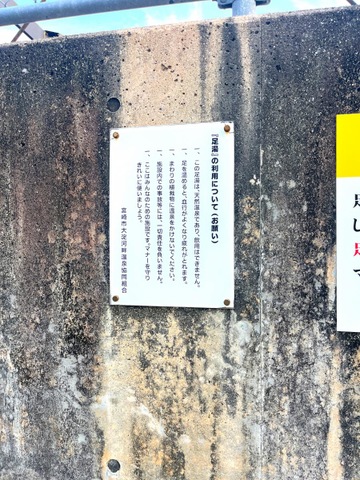 『足湯』の利用について（お願い）
一、この足湯は、天然温泉であり、飲用はできません。
一、足を温めると、血行がよくなり疲れがとれます。
一、まわりの植栽物に温泉をかけないでください。
一、施設内での事故等には、一切責任を負いません。
一、ここはみんなのための施設です。マナーを守り
きれいに使いましょう。
宮崎市大淀河畔温泉協同組合